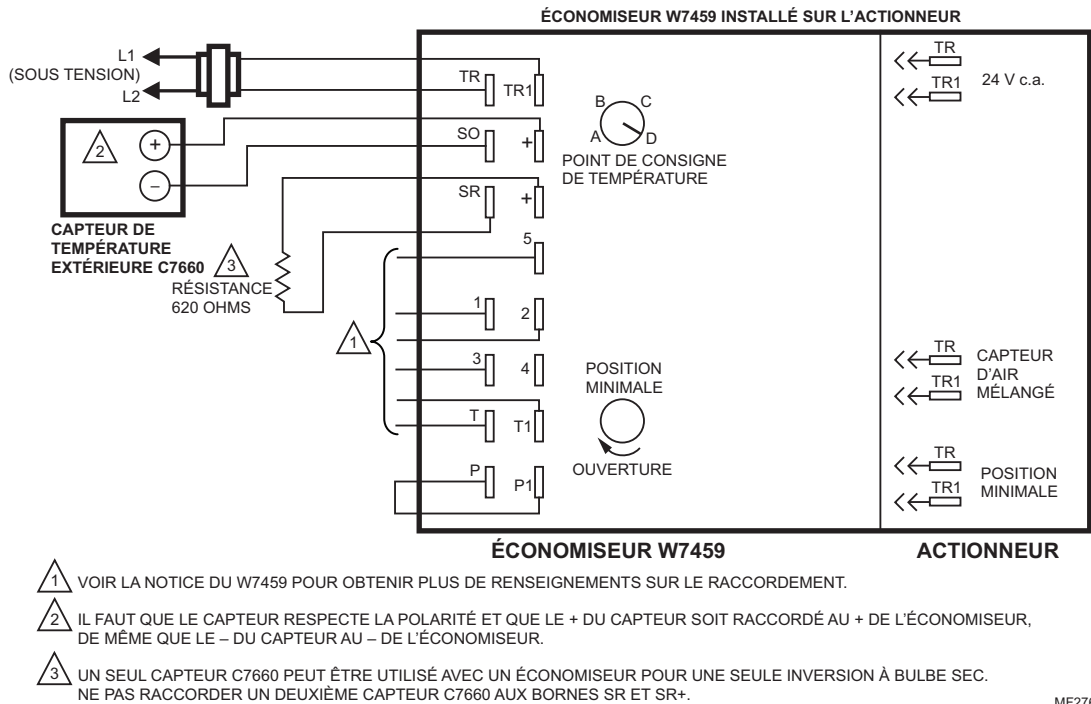 ÉCONOMISEUR W7459 INSTALLÉ SUR L'ACTIONNEUR
L1
(SOUS TENSION)
L2
TR
TR1
B
C
A
D
POINT DE CONSIGNE
DE TEMPÉRATURE
TR
TR1
24 V c.a.
2
+
–
SO
+
CAPTEUR DE
TEMPÉRATURE
EXTÉRIEURE C7660
3
RÉSISTANCE
620 OHMS
SR
+
5
1
1
2
3
4
T
T1
P
P1
POSITION
MINIMALE
OUVERTURE
TR
TR1
CAPTEUR
D'AIR
MÉLANGÉ
TR
TR1
POSITION
MINIMALE
ÉCONOMISEUR W7459
ACTIONNEUR
1 VOIR LA NOTICE DU W7459 POUR OBTENIR PLUS DE RENSEIGNEMENTS SUR LE RACCORDEMENT.
2 IL FAUT QUE LE CAPTEUR RESPECTE LA POLARITÉ ET QUE LE + DU CAPTEUR SOIT RACCORDÉ AU + DE L'ÉCONOMISEUR,
DE MÊME QUE LE – DU CAPTEUR AU – DE L'ÉCONOMISEUR.
3 UN SEUL CAPTEUR C7660 PEUT ÊTRE UTILISÉ AVEC UN ÉCONOMISEUR POUR UNE SEULE INVERSION À BULBE SEC.
NE PAS RACCORDER UN DEUXIÈME CAPTEUR C7660 AUX BORNES SR ET SR+.